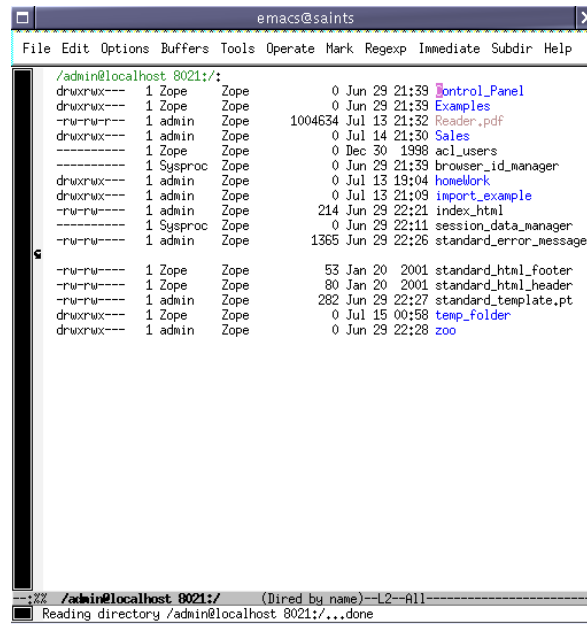 emacs@saints
File Edit Options Buffers Tools Operate Mark Regexp Immediate Subdir Help
/admin@localhost 8021:/:
drwxrwx--- 1 Zope Zope 0 Jun 29 21:39 Control_Panel
drwxrwx--- 1 Zope Zope 0 Jun 29 21:39 Examples
-rw-rw-r-- 1 admin Zope 1004634 Jul 13 21:32 Reader.pdf
drwxrwx--- 1 admin Zope 0 Jul 14 21:30 Sales
---------- 1 Zope Zope 0 Dec 30 1998 acl_users
---------- 1 Sysproc Zope 0 Jun 29 21:39 browser_id_manager
drwxrwx--- 1 admin Zope 0 Jul 13 19:04 homeWork
drwxrwx--- 1 admin Zope 0 Jul 13 21:09 import_example
-rw-rw---- 1 admin Zope 214 Jun 29 22:21 index_html
---------- 1 Sysproc Zope 0 Jun 29 22:11 session_data_manager
-rw-rw---- 1 admin Zope 1365 Jun 29 22:26 standard_error_message
-rw-rw---- 1 Zope Zope 53 Jan 20 2001 standard_html_footer
-rw-rw---- 1 Zope Zope 80 Jan 20 2001 standard_html_header
-rw-rw---- 1 admin Zope 282 Jun 29 22:27 standard_template.pt
drwxrwx--- 1 Zope Zope 0 Jul 15 00:58 temp_folder
drwxrwx--- 1 admin Zope 0 Jun 29 22:28 zoo
--:%% /admin@localhost 8021:/ (Dired by name)--L2--All-----------------------
Reading directory /admin@localhost 8021:/...done